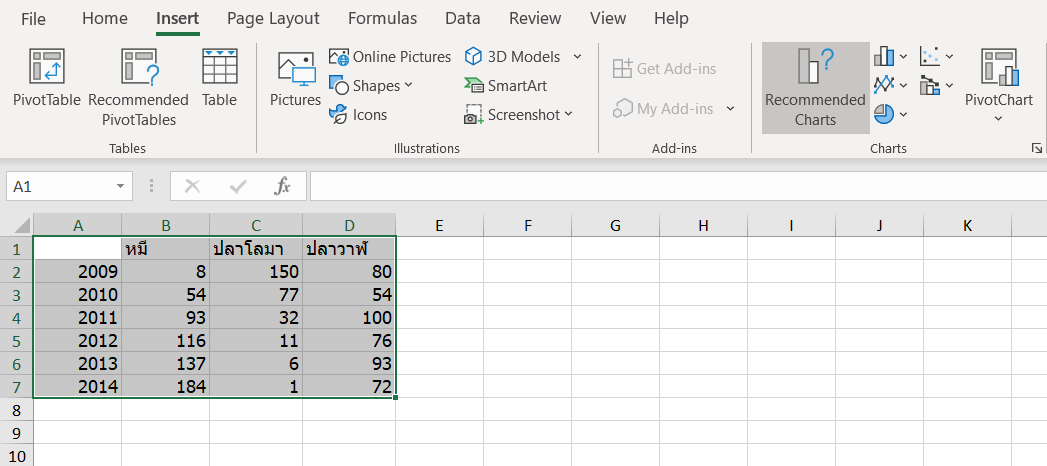 File Home Insert Page Layout Formulas Data Review View Help
PivotTable Recommended PivotTables Table
Tables
Pictures Online Pictures Shapes Icons 3D Models SmartArt Screenshot
Illustrations
Get Add-ins
My Add-ins
Add-ins
Recommended Charts PivotChart
Charts
A1 fx
A B C D E F G H I J K
1 หมี ปลาโลมา ปลาวาฬ
2 2009 8 150 80
3 2010 54 77 54
4 2011 93 32 100
5 2012 116 11 76
6 2013 137 6 93
7 2014 184 1 72
8
9
10